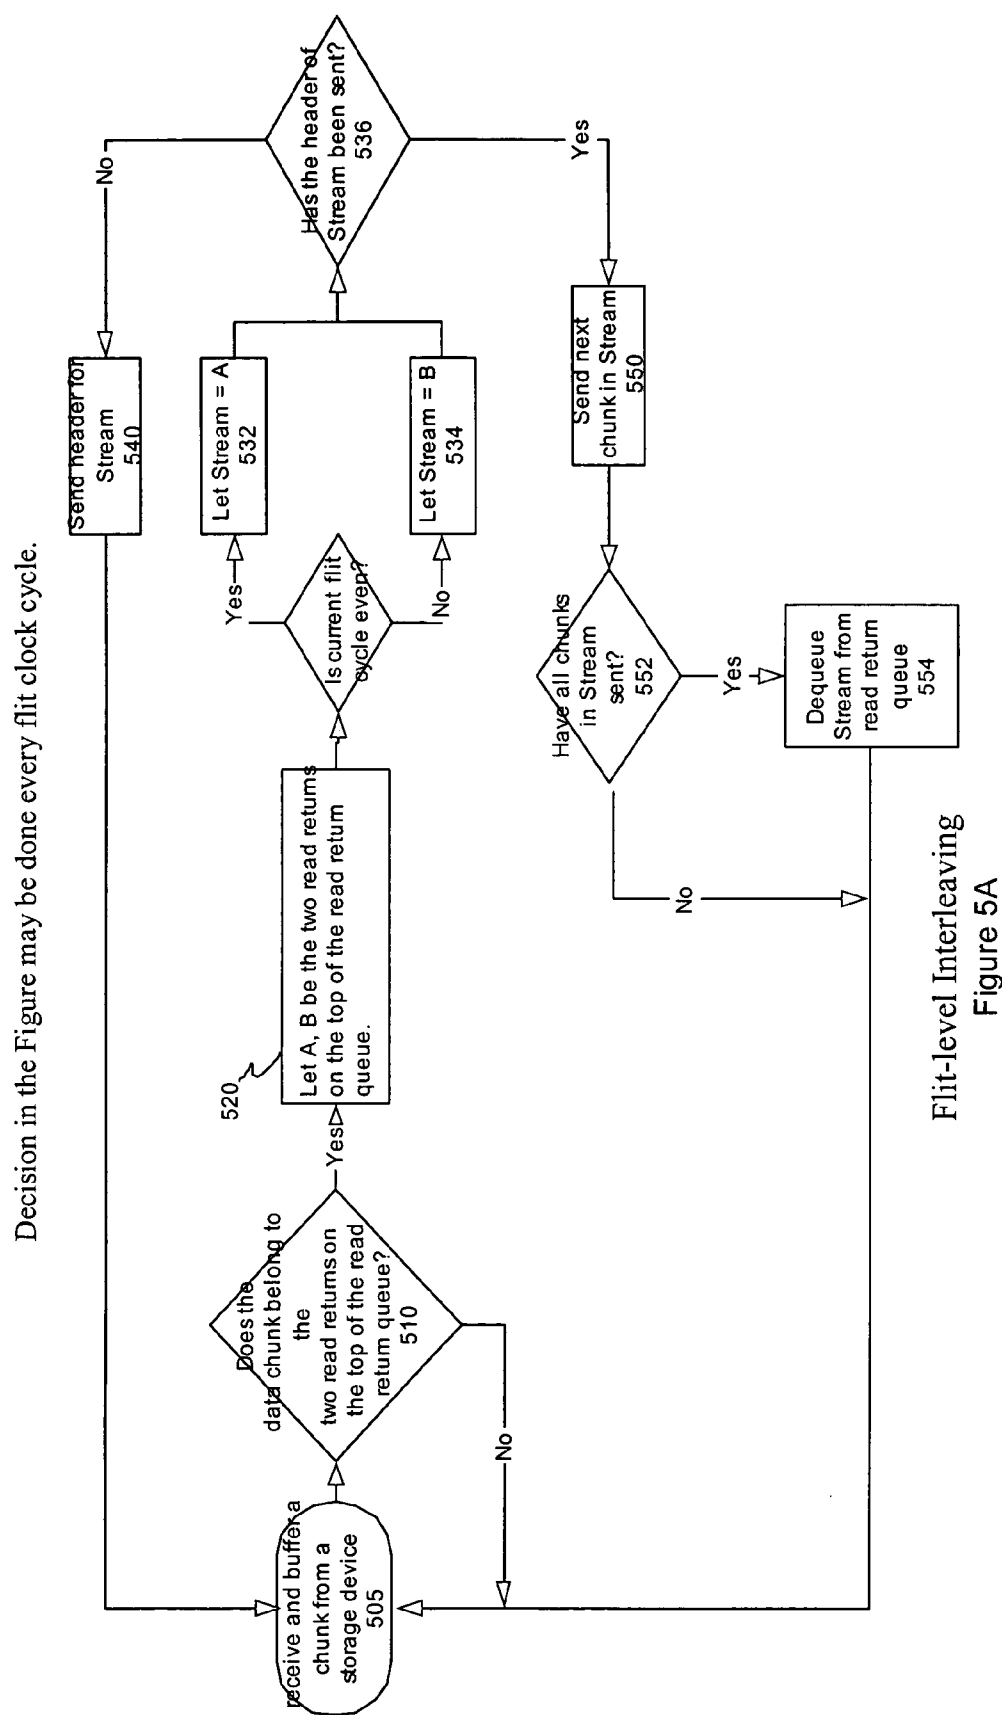 Decision in the Figure may be done every flit clock cycle.
receive and buffer a
chunk from a
storage device
505
Does the
data chunk belong to
the
two read returns on
the top of the read
return queue?
510
Yes
No
520
Let A, B be the two read returns
on the top of the read return
queue.
Is current flit
cycle even?
Yes
No
Let Stream = A
532
Let Stream = B
534
Has the header of
Stream been sent?
536
No
Yes
Send header for
Stream
540
Send next
chunk in Stream
550
Have all chunks
in Stream
sent?
552
No
Yes
Dequeue
Stream from
read return
queue
554
Flit-level Interleaving
Figure 5A